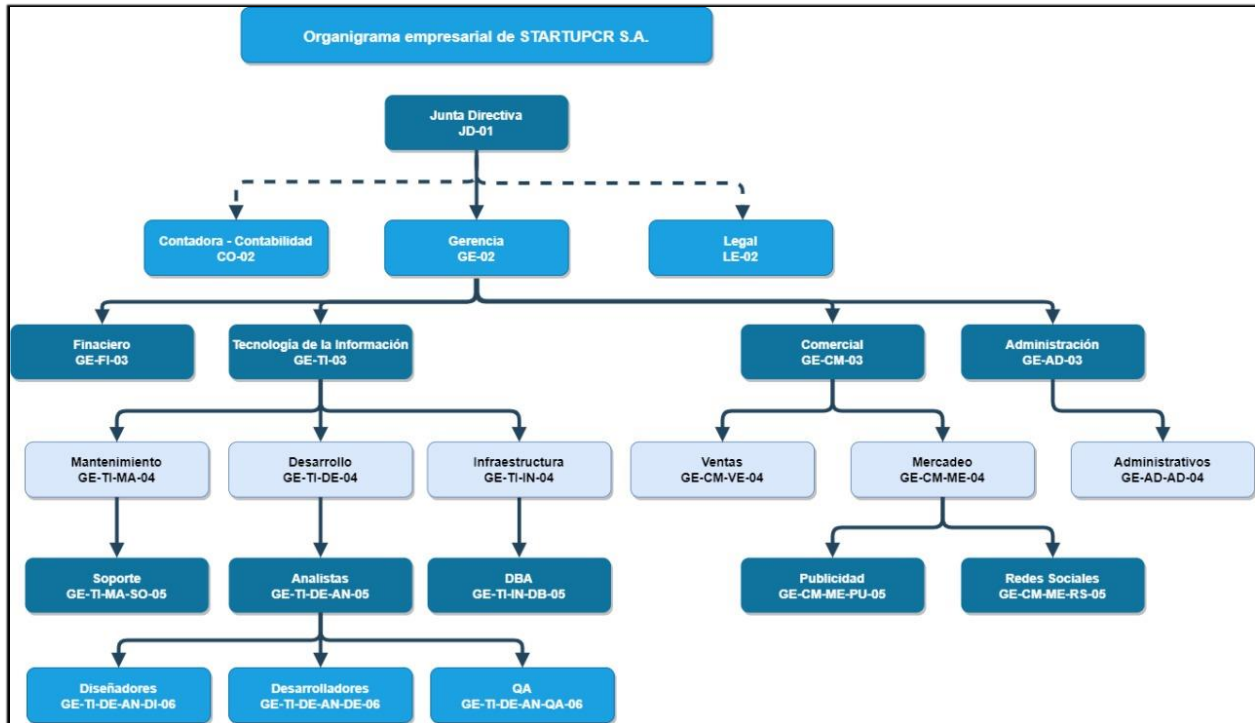 Organigrama empresarial de STARTUPCR S.A.
Junta Directiva
JD-01
Contadora - Contabilidad
CO-02
Gerencia
GE-02
Legal
LE-02
Finaciero
GE-FI-03
Tecnología de la Información
GE-TI-03
Comercial
GE-CM-03
Administración
GE-AD-03
Mantenimiento
GE-TI-MA-04
Desarrollo
GE-TI-DE-04
Infraestructura
GE-TI-IN-04
Ventas
GE-CM-VE-04
Mercadeo
GE-CM-ME-04
Administrativos
GE-AD-AD-04
Soporte
GE-TI-MA-SO-05
Analistas
GE-TI-DE-AN-05
DBA
GE-TI-IN-DB-05
Publicidad
GE-CM-ME-PU-05
Redes Sociales
GE-CM-ME-RS-05
Diseñadores
GE-TI-DE-AN-DI-06
Desarrolladores
GE-TI-DE-AN-DE-06
QA
GE-TI-DE-AN-QA-06